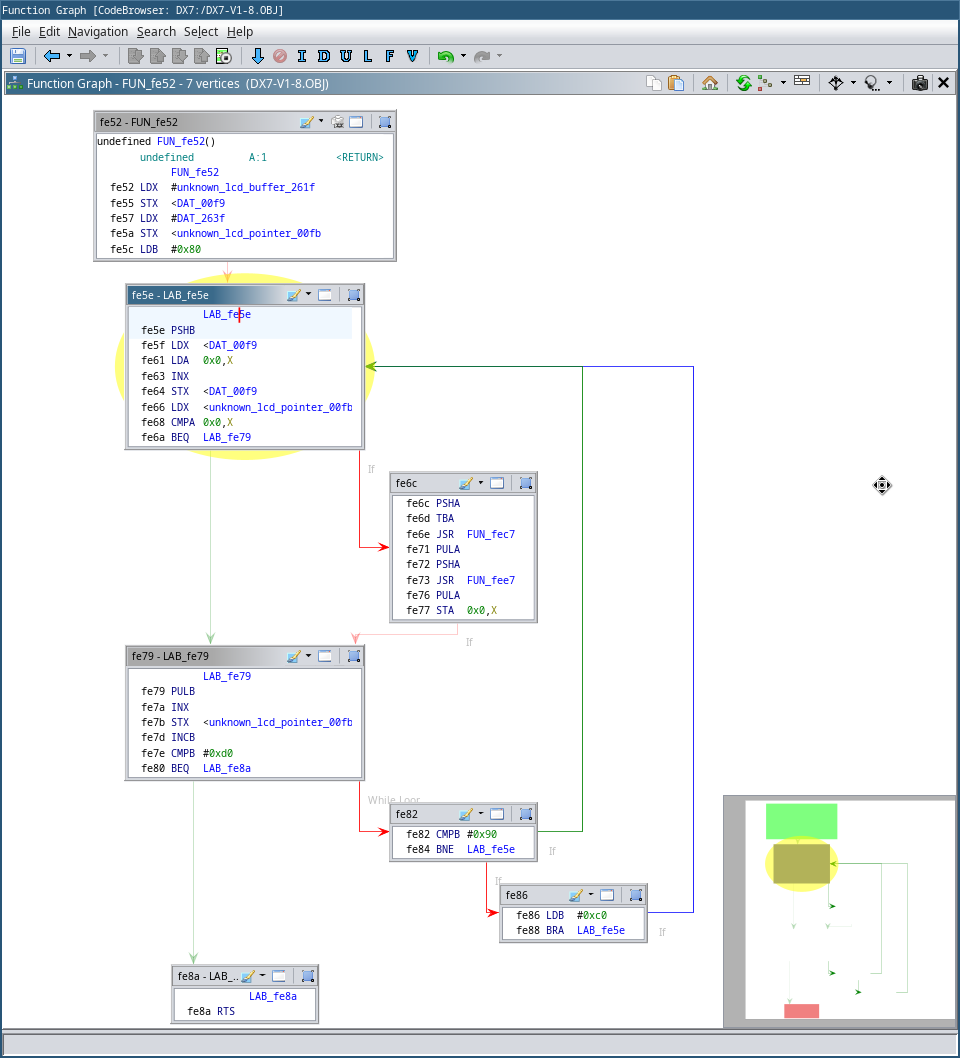 Function Graph [CodeBrowser: DX7:/DX7-V1-8.OBJ]
File Edit Navigation Search Select Help
I D U L F V
Function Graph - FUN_fe52 - 7 vertices (DX7-V1-8.OBJ)
fe52 - FUN_fe52
undefined FUN_fe52()
undefined A:1 <RETURN>
FUN_fe52
fe52 LDX #unknown_lcd_buffer_261f
fe55 STX <DAT_00f9
fe57 LDX #DAT_263f
fe5a STX <unknown_lcd_pointer_00fb
fe5c LDB #0x80
fe5e - LAB_fe5e
LAB_fe5e
fe5e PSHB
fe5f LDX <DAT_00f9
fe61 LDA 0x0,X
fe63 INX
fe64 STX <DAT_00f9
fe66 LDX <unknown_lcd_pointer_00fb
fe68 CMPA 0x0,X
fe6a BEQ LAB_fe79
If
fe6c
fe6c PSHA
fe6d TBA
fe6e JSR FUN_fec7
fe71 PULA
fe72 PSHA
fe73 JSR FUN_fee7
fe76 PULA
fe77 STA 0x0,X
If
fe79 - LAB_fe79
LAB_fe79
fe79 PULB
fe7a INX
fe7b STX <unknown_lcd_pointer_00fb
fe7d INCB
fe7e CMPB #0xd0
fe80 BEQ LAB_fe8a
While Loop
fe82
fe82 CMPB #0x90
fe84 BNE LAB_fe5e
If
If
fe86
fe86 LDB #0xc0
fe88 BRA LAB_fe5e
If
fe8a - LAB_...
LAB_fe8a
fe8a RTS